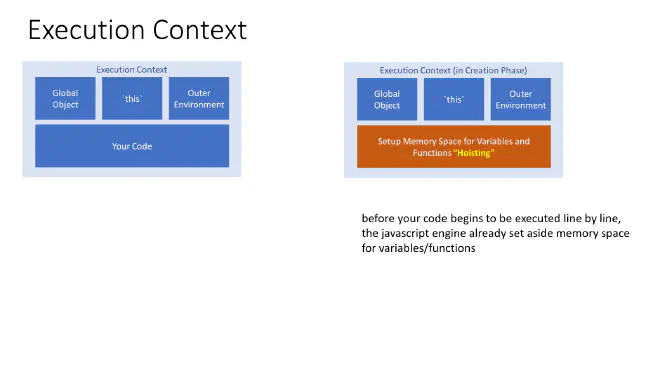 Execution Context
Execution Context
Global
Object
`this`
Outer
Environment
Your Code
Execution Context (in Creation Phase)
Global
Object
`this`
Outer
Environment
Setup Memory Space for Variables and
Functions “Hoisting”
before your code begins to be executed line by line,
the javascript engine already set aside memory space
for variables/functions